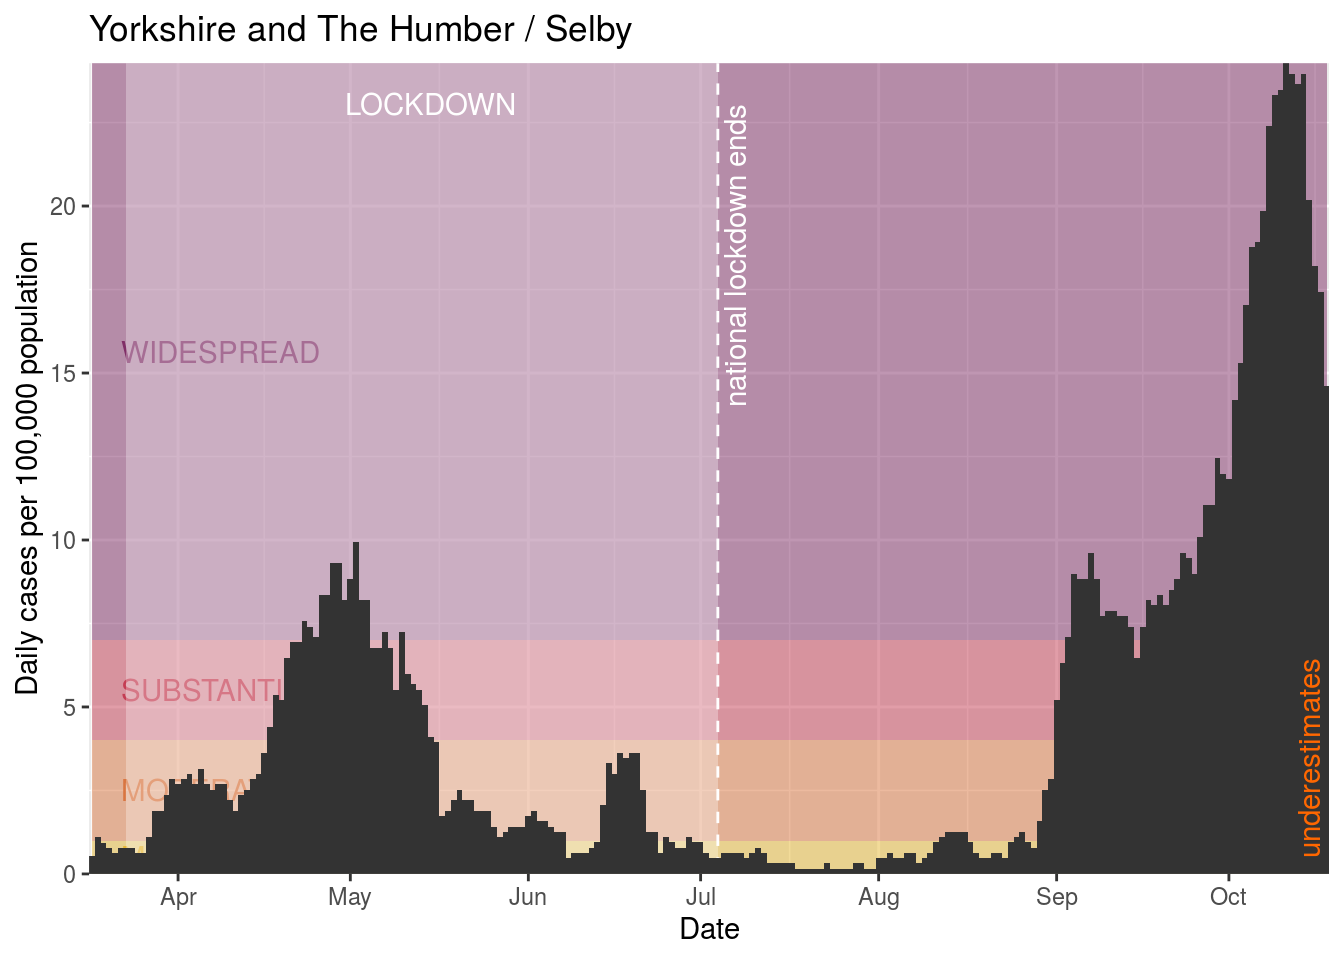 Yorkshire and The Humber / Selby
LOCKDOWN
national lockdown ends
WIDESPREAD
underestimates
Daily cases per 100,000 population
20
15
10
5
0
Apr
May
Jun
Jul
Aug
Sep
Oct
Date